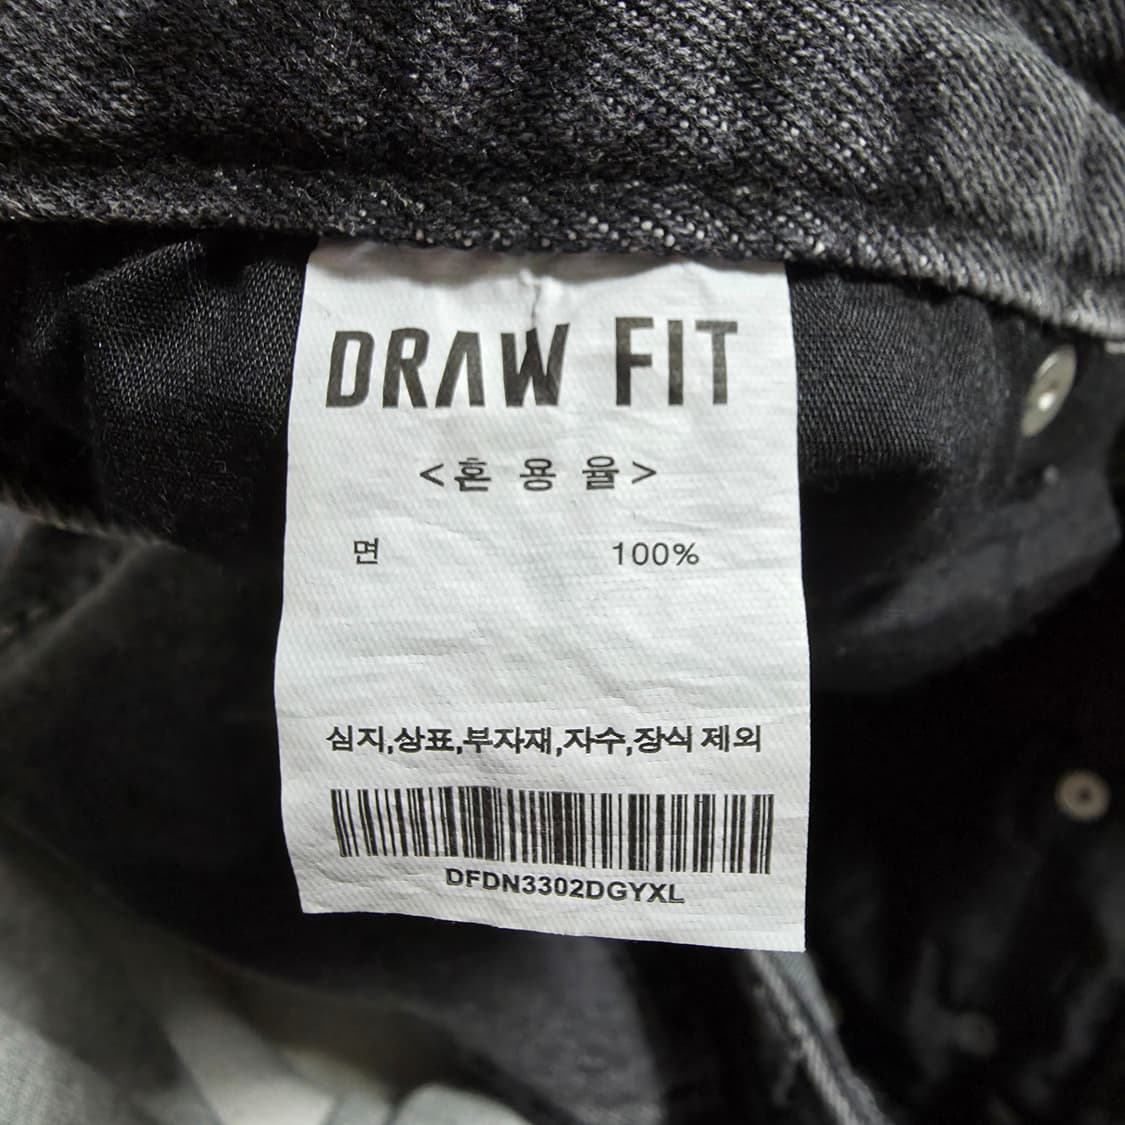 DRAW FIT
<혼 용 율>
면 100%
심지,상표,부자재,자수,장식 제외
DFDN3302DGYXL